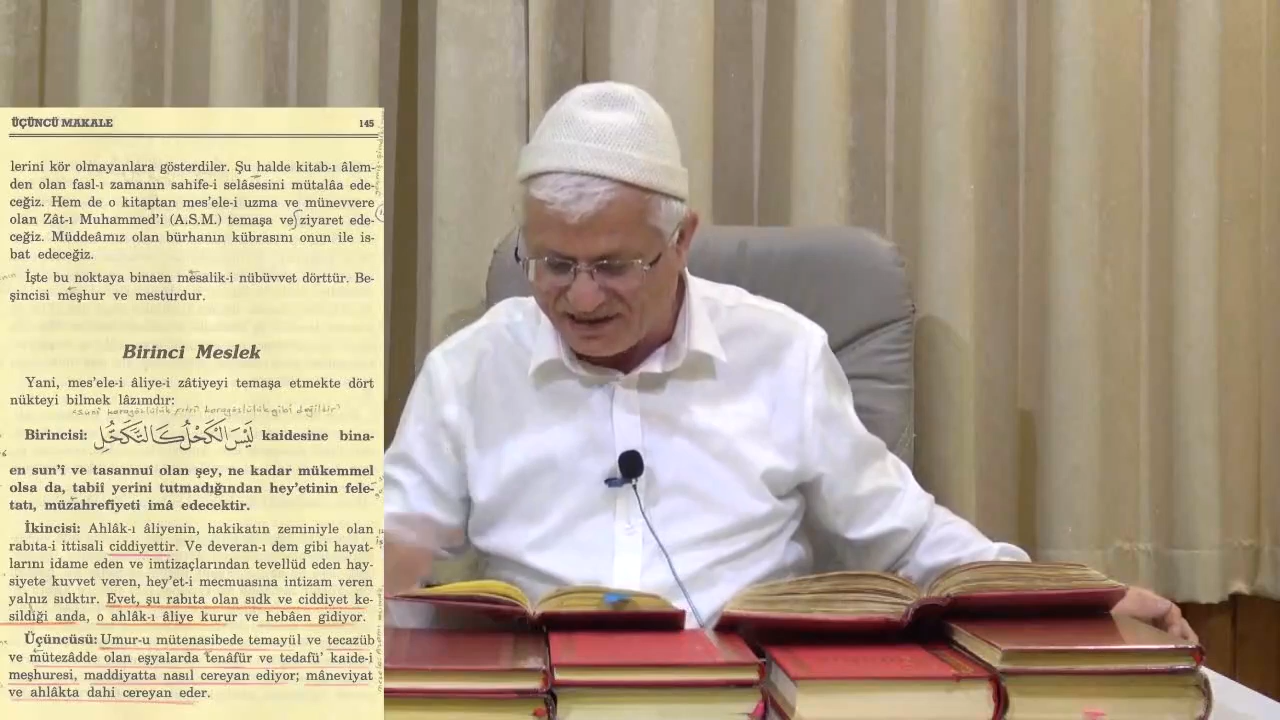 ÜÇÜNCÜ MAKALE 145
lerini kör olmayanlara gösterdiler. Şu halde kitab-ı âlem-
den olan fasl-ı zamanın sahife-i selâsesini mütalâa ede-
ceğiz. Hem de o kitaptan mes'ele-i uzma ve münevvere
olan Zât-ı Muhammed'i (A.S.M.) temaşa ve ziyaret ede-
ceğiz. Müddeâmız olan bürhanın kübrasını onun ile is-
bat edeceğiz.
İşte bu noktaya binaen mesalik-i nübüvvet dörttür. Be-
şincisi meşhur ve mesturdur.
Birinci Meslek
Yani, mes'ele-i âliye-i zâtiyeyi temaşa etmekte dört
nükteyi bilmek lâzımdır:
sun'î karagözlülük fıtrî karagözlülük gibi değildir
Birincisi: لَيْسَ الْكَحْلُ كَالتَّكَحُّلِ kaidesine bina-
en sun'î ve tasannuî olan şey, ne kadar mükemmel
olsa da, tabiî yerini tutmadığından hey'etinin fele-
tatı, müzahrefiyeti imâ edecektir.
İkincisi: Ahlâk-ı âliyenin, hakikatın zeminiyle olan
rabıta-i ittisali ciddiyettir. Ve deveran-ı dem gibi hayat-
larını idame eden ve imtizaçlarından tevellüd eden hay-
siyete kuvvet veren, hey'et-i mecmuasına intizam veren
yalnız sıdktır. Evet, şu rabıta olan sıdk ve ciddiyet ke-
sildiği anda, o ahlâk-ı âliye kurur ve hebâen gidiyor.
Üçüncüsü: Umur-u mütenasibede temayül ve tecazüb
ve mütezâdde olan eşyalarda tenâfür ve tedafü' kaide-i
meşhuresi, maddiyatta nasıl cereyan ediyor; mâneviyat
ve ahlâkta dahi cereyan eder.